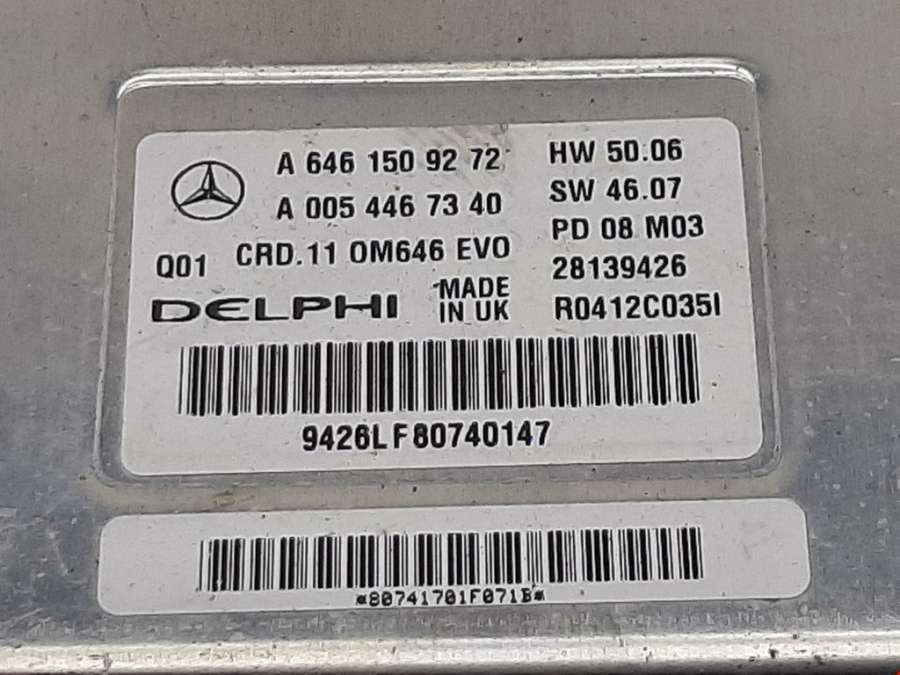 A 646 150 92 72
HW 50.06
A 005 446 73 40
SW 46.07
PD 08 M03
Q01 CRD.11 OM646 EVO
28139426
DELPHI
MADE
IN UK
R0412C035I
9426LF80740147
*80741701F071B*